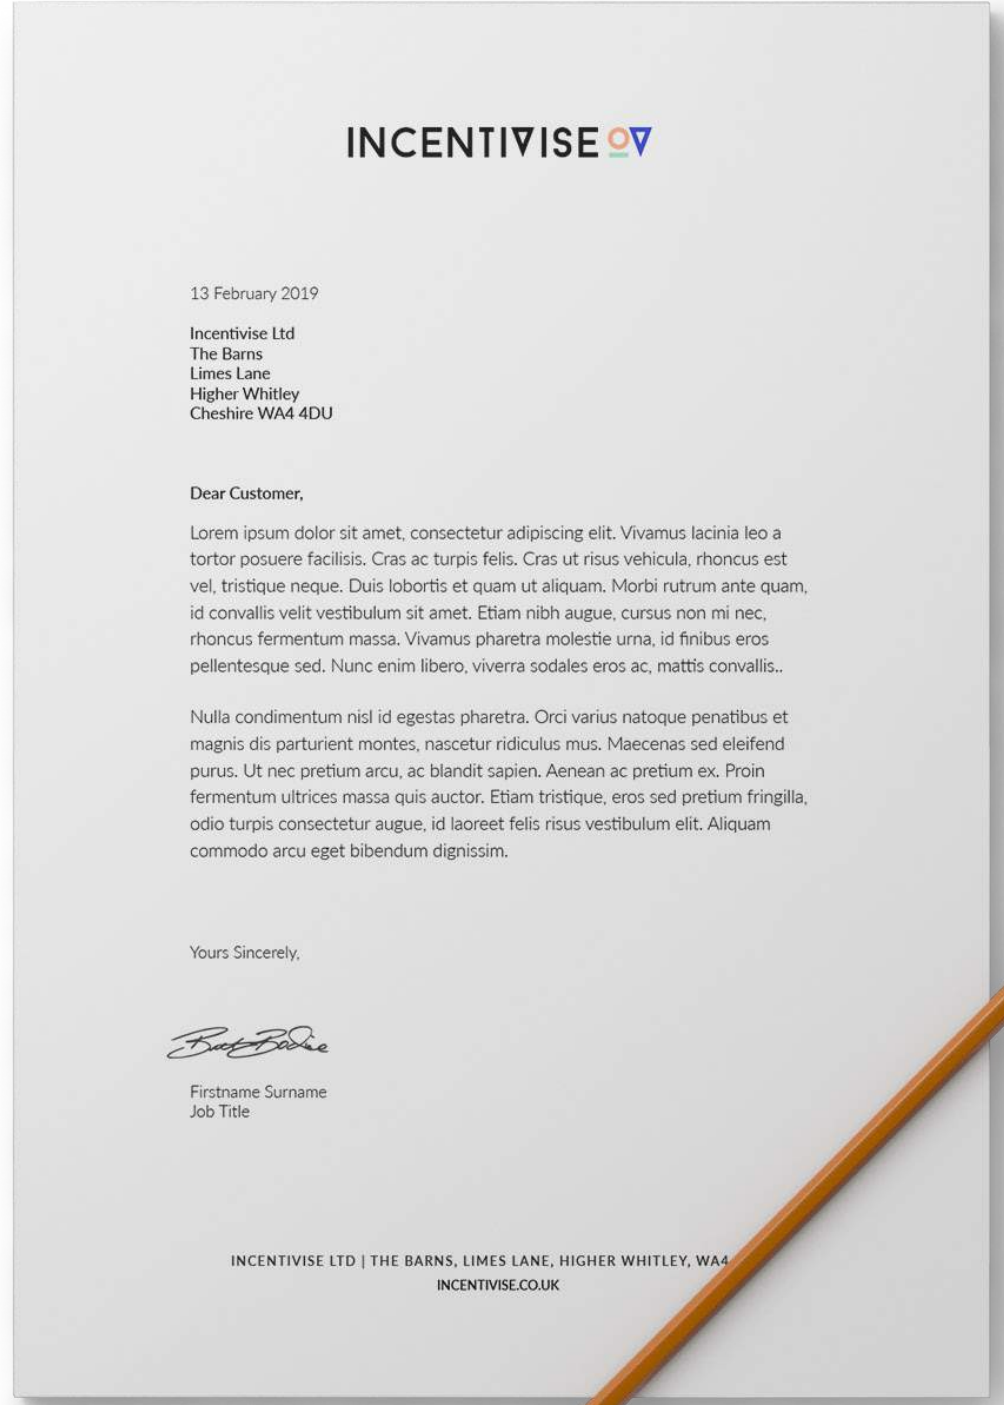 INCENTIVISE
13 February 2019
Incentivise Ltd
The Barns
Limes Lane
Higher Whitley
Cheshire WA4 4DU
Dear Customer,
Lorem ipsum dolor sit amet, consectetur adipiscing elit. Vivamus lacinia leo a
tortor posuere facilisis. Cras ac turpis felis. Cras ut risus vehicula, rhoncus est
vel, tristique neque. Duis lobortis et quam ut aliquam. Morbi rutrum ante quam,
id convallis velit vestibulum sit amet. Etiam nibh augue, cursus non mi nec,
rhoncus fermentum massa. Vivamus pharetra molestie urna, id finibus eros
pellentesque sed. Nunc enim libero, viverra sodales eros ac, mattis convallis..
Nulla condimentum nisl id egestas pharetra. Orci varius natoque penatibus et
magnis dis parturient montes, nascetur ridiculus mus. Maecenas sed eleifend
purus. Ut nec pretium arcu, ac blandit sapien. Aenean ac pretium ex. Proin
fermentum ultrices massa quis auctor. Etiam tristique, eros sed pretium fringilla,
odio turpis consectetur augue, id laoreet felis risus vestibulum elit. Aliquam
commodo arcu eget bibendum dignissim.
Yours Sincerely,
Firstname Surname
Job Title
INCENTIVISE LTD | THE BARNS, LIMES LANE, HIGHER WHITLEY, WA4
INCENTIVISE.CO.UK